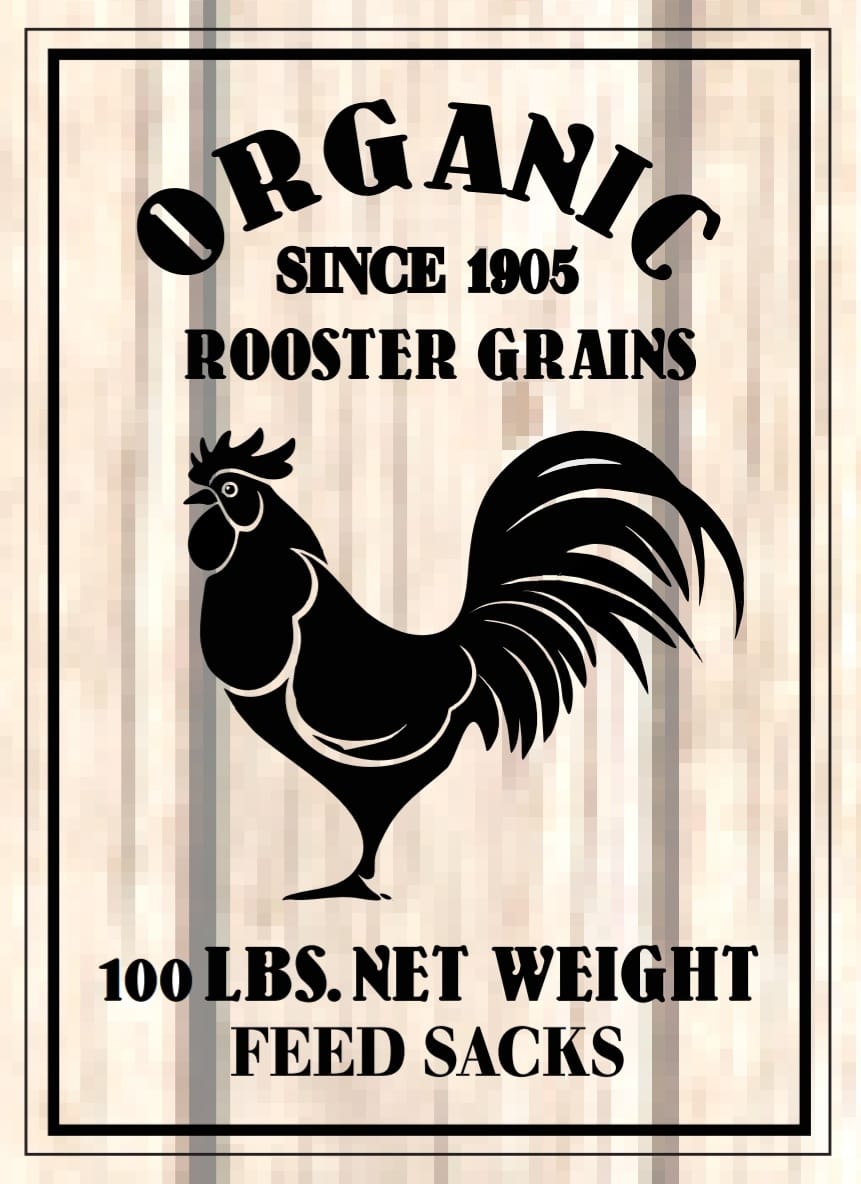 ORGANIC
SINCE 1905
ROOSTER GRAINS
100 LBS. NET WEIGHT
FEED SACKS